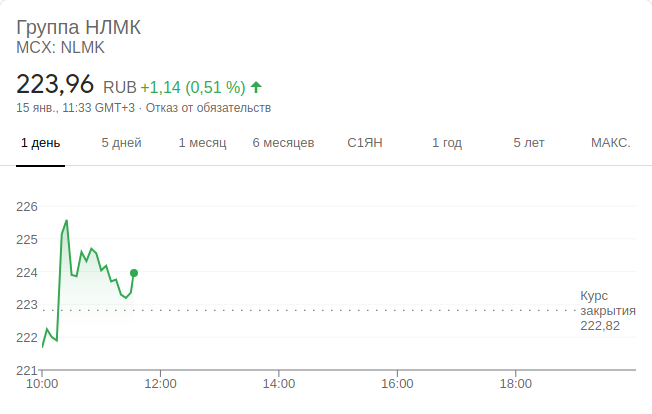 Группа НЛМК
MCX: NLMK
223,96 RUB +1,14 (0,51 %)
15 янв., 11:33 GMT+3 · Отказ от обязательств
1 день 5 дней 1 месяц 6 месяцев С1ЯН 1 год 5 лет МАКС.
226
225
224
223
222
221
Курс
закрытия
222,82
10:00 12:00 14:00 16:00 18:00